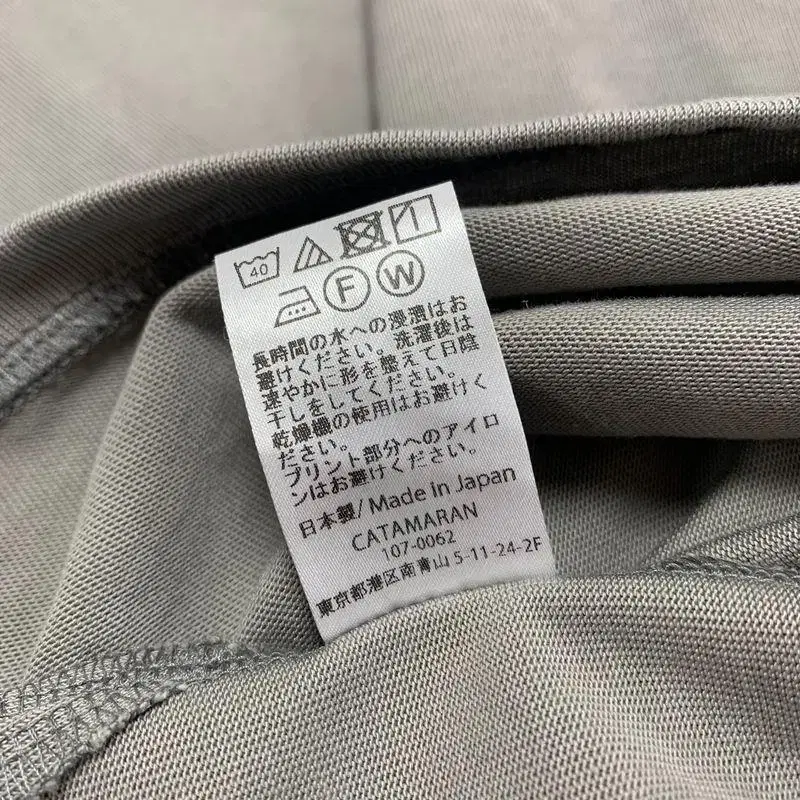 40
F W
長時間の水への浸漬はお
避けください。洗濯後は
速やかに形を整えて日陰
干しをしてください。
乾燥機の使用はお避けく
ださい。
プリント部分へのアイロ
ンはお避けください。
日本製/Made in Japan
CATAMARAN
107-0062
東京都港区南青山 5-11-24-2F